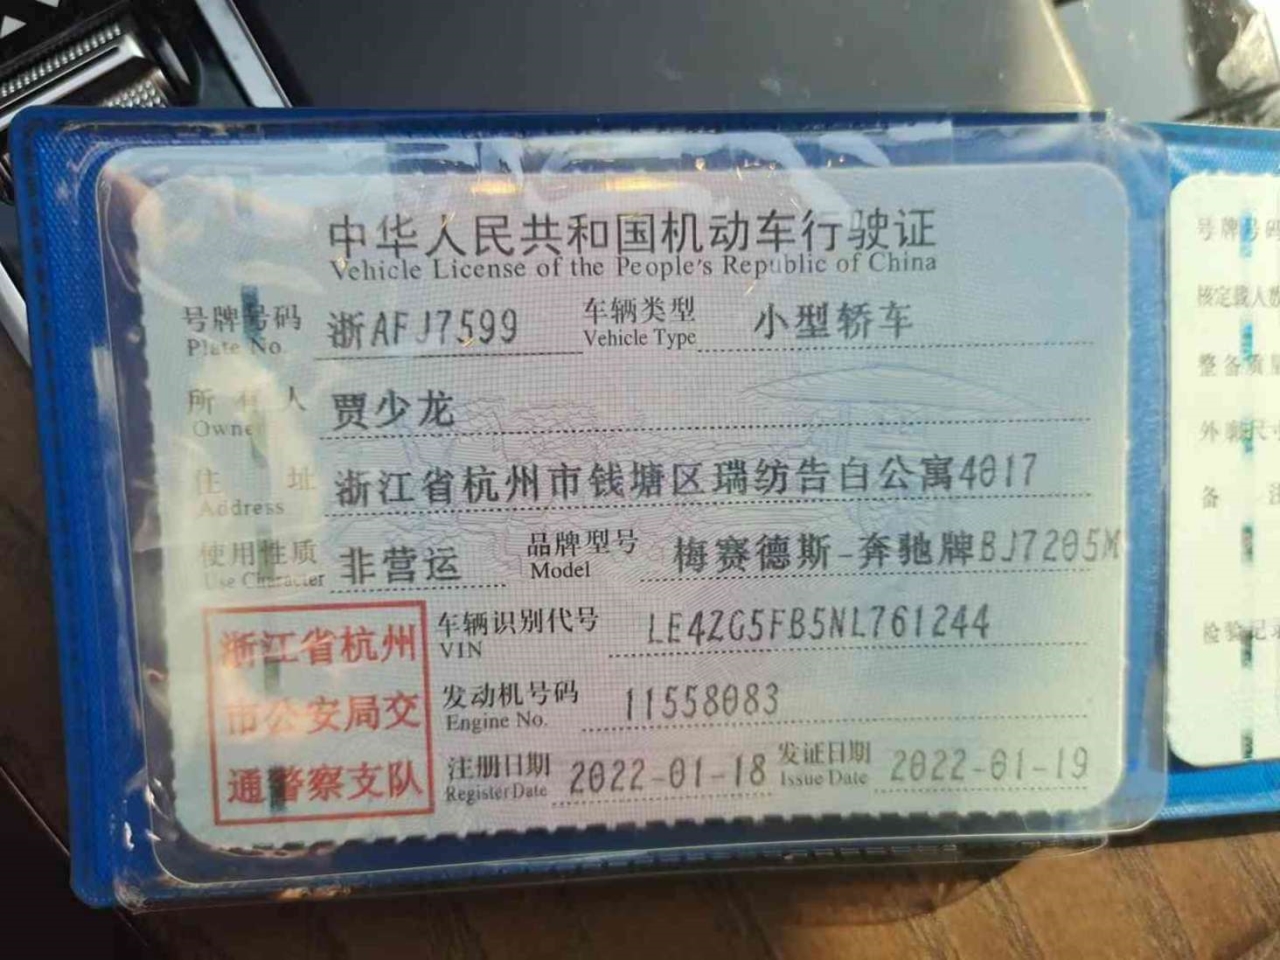 中华人民共和国机动车行驶证
Vehicle License of the People's Republic of China
号牌号码 浙AFJ7599 车辆类型 小型轿车
Plate No. Vehicle Type
所有人 贾少龙
Owner
住址 浙江省杭州市钱塘区瑞纺告白公寓4017
Address
使用性质 非营运 品牌型号 梅赛德斯-奔驰牌BJ7205M
Use Character Model
浙江省杭州
市公安局交
通警察支队
车辆识别代号 LE4ZG5FB5NL761244
VIN
发动机号码 11558083
Engine No.
注册日期 2022-01-18 发证日期 2022-01-19
Register Date Issue Date
号牌号码
核定载人数
整备质量
外廓尺寸
备 注
检验记录